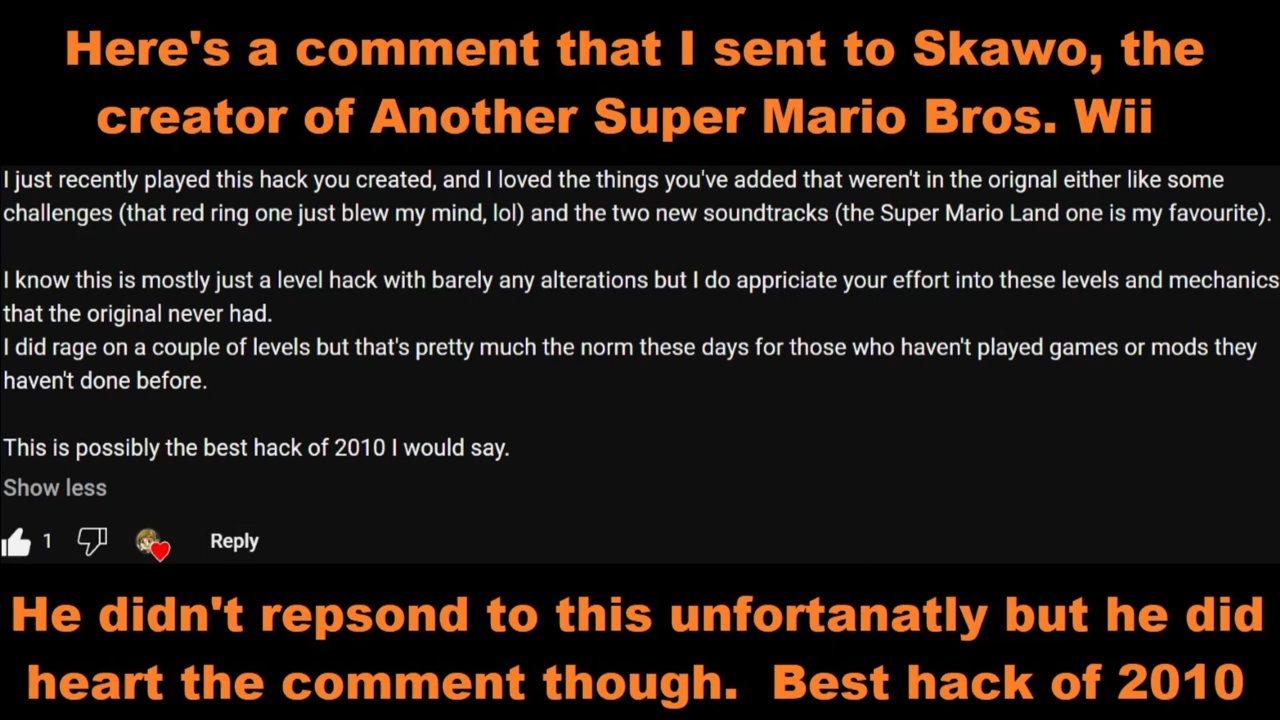 Here's a comment that I sent to Skawo, the
creator of Another Super Mario Bros. Wii
I just recently played this hack you created, and I loved the things you've added that weren't in the orignal either like some
challenges (that red ring one just blew my mind, lol) and the two new soundtracks (the Super Mario Land one is my favourite).
I know this is mostly just a level hack with barely any alterations but I do appriciate your effort into these levels and mechanics
that the original never had.
I did rage on a couple of levels but that's pretty much the norm these days for those who haven't played games or mods they
haven't done before.
This is possibly the best hack of 2010 I would say.
Show less
1 Reply
He didn't repsond to this unfortanatly but he did
heart the comment though. Best hack of 2010